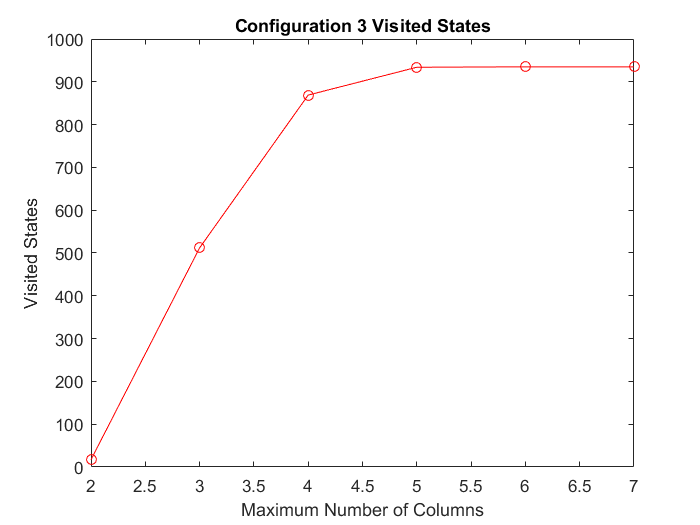 Configuration 3 Visited States
1000
900
800
700
600
500
400
300
200
100
0
Visited States
2 2.5 3 3.5 4 4.5 5 5.5 6 6.5 7
Maximum Number of Columns